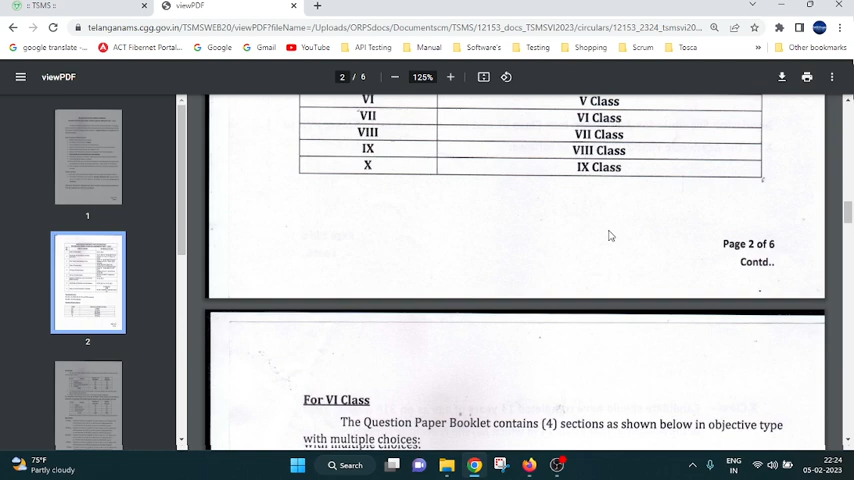 :: TSMS ::
viewPDF
telanganams.cgg.gov.in/TSMSWEB20/viewPDF?fileName=/Uploads/ORPSdocs/Documentscm/TSMS/12153_docs_TSMSVI2023/circulars/12153_2324_tsmsvi20...
google translate -...
ACT Fibernet Portal...
Google
Gmail
YouTube
API Testing
Manual
Software's
Testing
Shopping
Scrum
Tosca
Other bookmarks
viewPDF
2 / 6
125%
VI V Class
VII VI Class
VIII VII Class
IX VIII Class
X IX Class
Page 2 of 6
Contd..
1
2
For VI Class
The Question Paper Booklet contains (4) sections as shown below in objective type
with multiple choices:
75°F
Partly cloudy
Search
ENG
IN
22:24
05-02-2023